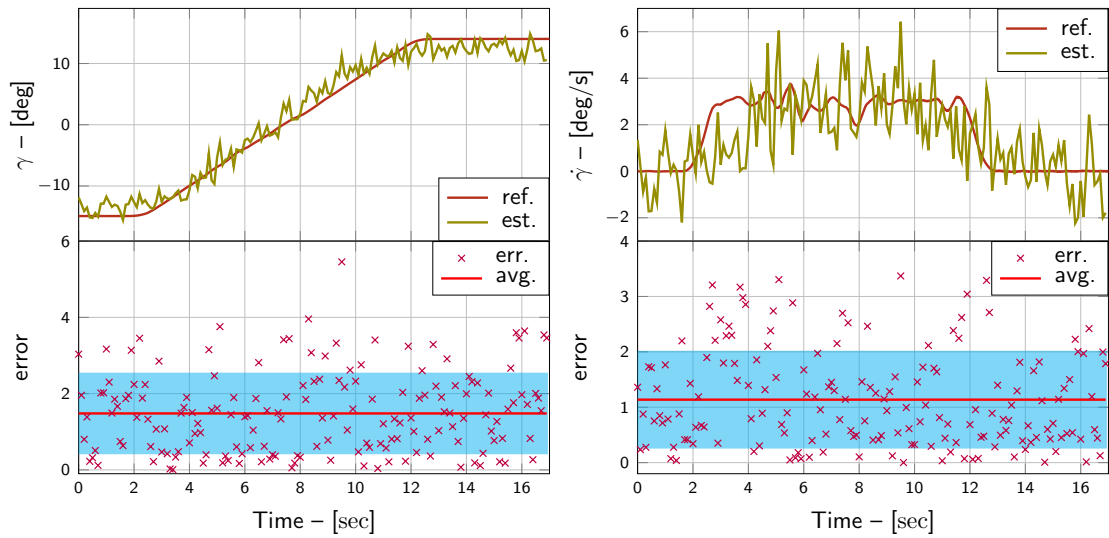 γ – [deg]
10
0
−10
ref.
est.
error
6
4
2
0
err.
avg.
0 2 4 6 8 10 12 14 16
Time – [sec]
γ̇ – [deg/s]
6
4
2
0
−2
ref.
est.
error
4
3
2
1
0
err.
avg.
0 2 4 6 8 10 12 14 16
Time – [sec]